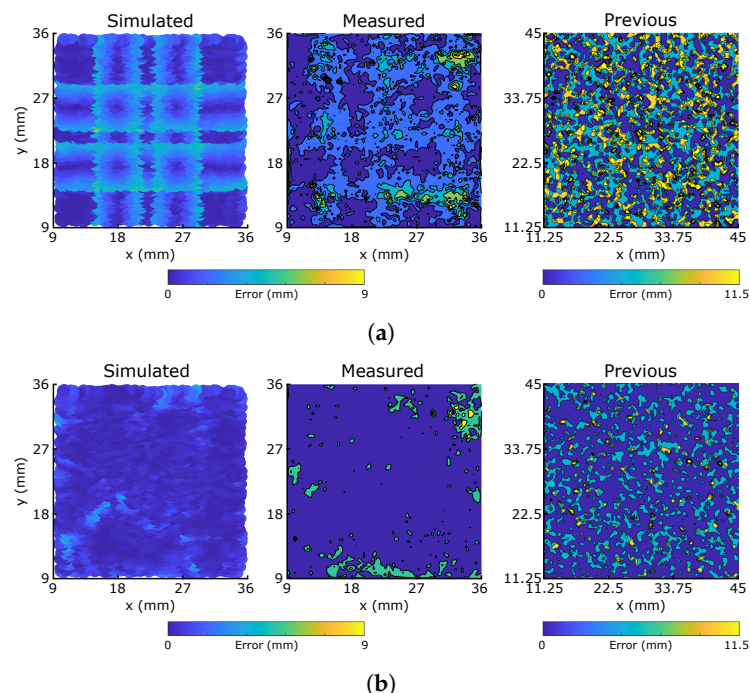 Simulated Measured Previous
36 36 45
27 27 33.75
y (mm)
18 18 22.5
9 9 11.25
9 18 27 36 9 18 27 36 11.25 22.5 33.75 45
x (mm) x (mm) x (mm)
0 Error (mm) 9 0 Error (mm) 11.5
(a)
Simulated Measured Previous
36 36 45
27 27 33.75
y (mm)
18 18 22.5
9 9 11.25
9 18 27 36 9 18 27 36 11.25 22.5 33.75 45
x (mm) x (mm) x (mm)
0 Error (mm) 9 0 Error (mm) 11.5
(b)